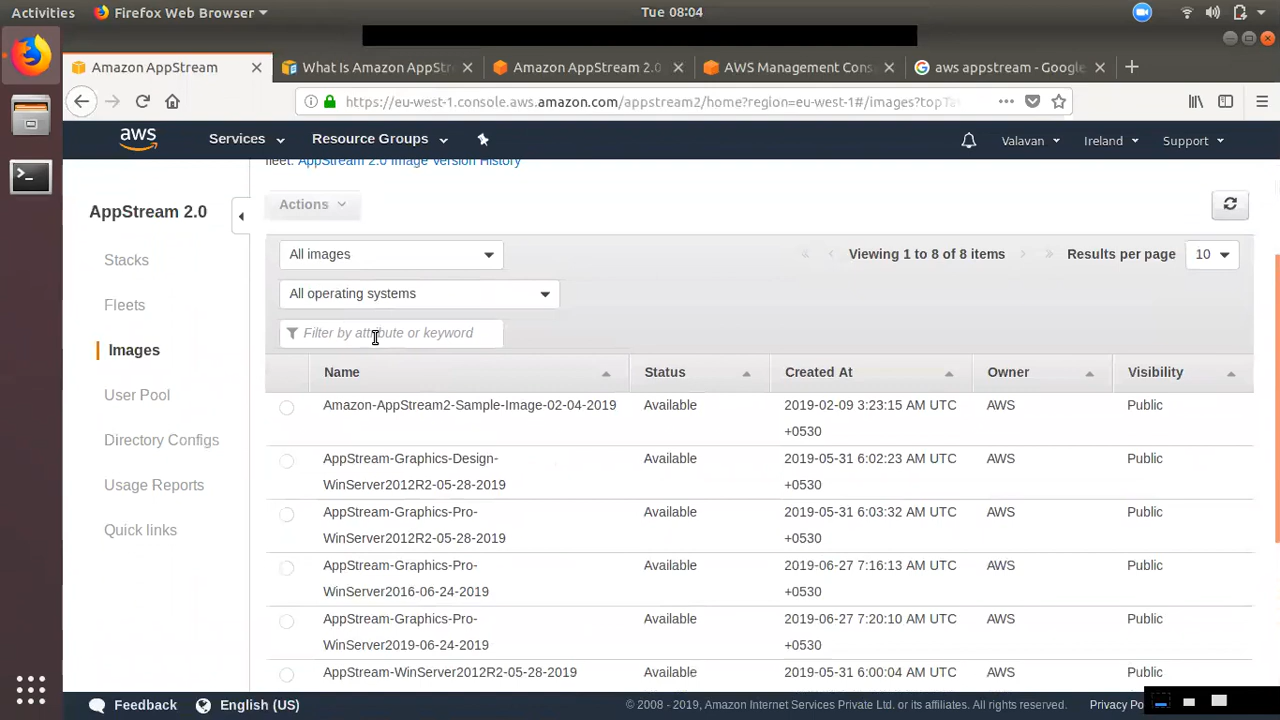 Activities Firefox Web Browser Tue 08:04
Amazon AppStream What Is Amazon AppStr Amazon AppStream 2.0 AWS Management Cons aws appstream - Google
https://eu-west-1.console.aws.amazon.com/appstream2/home?region=eu-west-1#/images?topTa
aws Services Resource Groups Valavan Ireland Support
fleet: AppStream 2.0 Image Version History
AppStream 2.0
Stacks
Fleets
Images
User Pool
Directory Configs
Usage Reports
Quick links
Actions
All images Viewing 1 to 8 of 8 items Results per page 10
All operating systems
Filter by attribute or keyword
Name Status Created At Owner Visibility
Amazon-AppStream2-Sample-Image-02-04-2019 Available 2019-02-09 3:23:15 AM UTC AWS Public
+0530
AppStream-Graphics-Design- Available 2019-05-31 6:02:23 AM UTC AWS Public
WinServer2012R2-05-28-2019 +0530
AppStream-Graphics-Pro- Available 2019-05-31 6:03:32 AM UTC AWS Public
WinServer2012R2-05-28-2019 +0530
AppStream-Graphics-Pro- Available 2019-06-27 7:16:13 AM UTC AWS Public
WinServer2016-06-24-2019 +0530
AppStream-Graphics-Pro- Available 2019-06-27 7:20:10 AM UTC AWS Public
WinServer2019-06-24-2019 +0530
AppStream-WinServer2012R2-05-28-2019 Available 2019-05-31 6:00:04 AM UTC AWS Public
Feedback English (US) © 2008 - 2019, Amazon Internet Services Private Ltd. or its affiliates. All rights reserved. Privacy Po